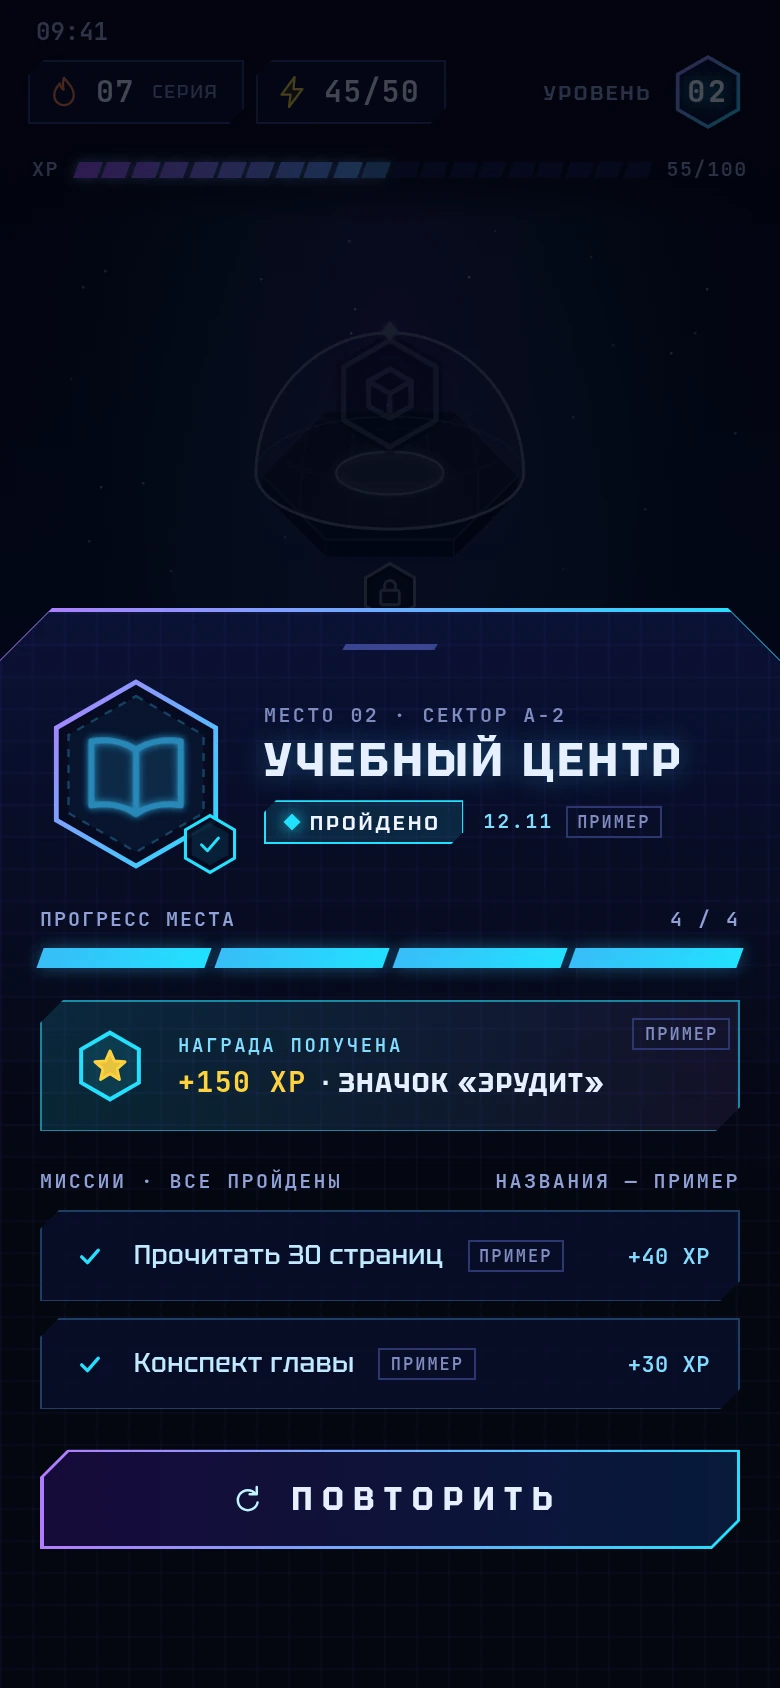 09:41
07 СЕРИЯ 45/50 УРОВЕНЬ 02
XP 55/100
МЕСТО 02 · СЕКТОР A-2
УЧЕБНЫЙ ЦЕНТР
ПРОЙДЕНО 12.11 ПРИМЕР
ПРОГРЕСС МЕСТА 4 / 4
ПРИМЕР
НАГРАДА ПОЛУЧЕНА
+150 XP · ЗНАЧОК «ЭРУДИТ»
МИССИИ · ВСЕ ПРОЙДЕНЫ НАЗВАНИЯ — ПРИМЕР
Прочитать 30 страниц ПРИМЕР +40 XP
Конспект главы ПРИМЕР +30 XP
ПОВТОРИТЬ